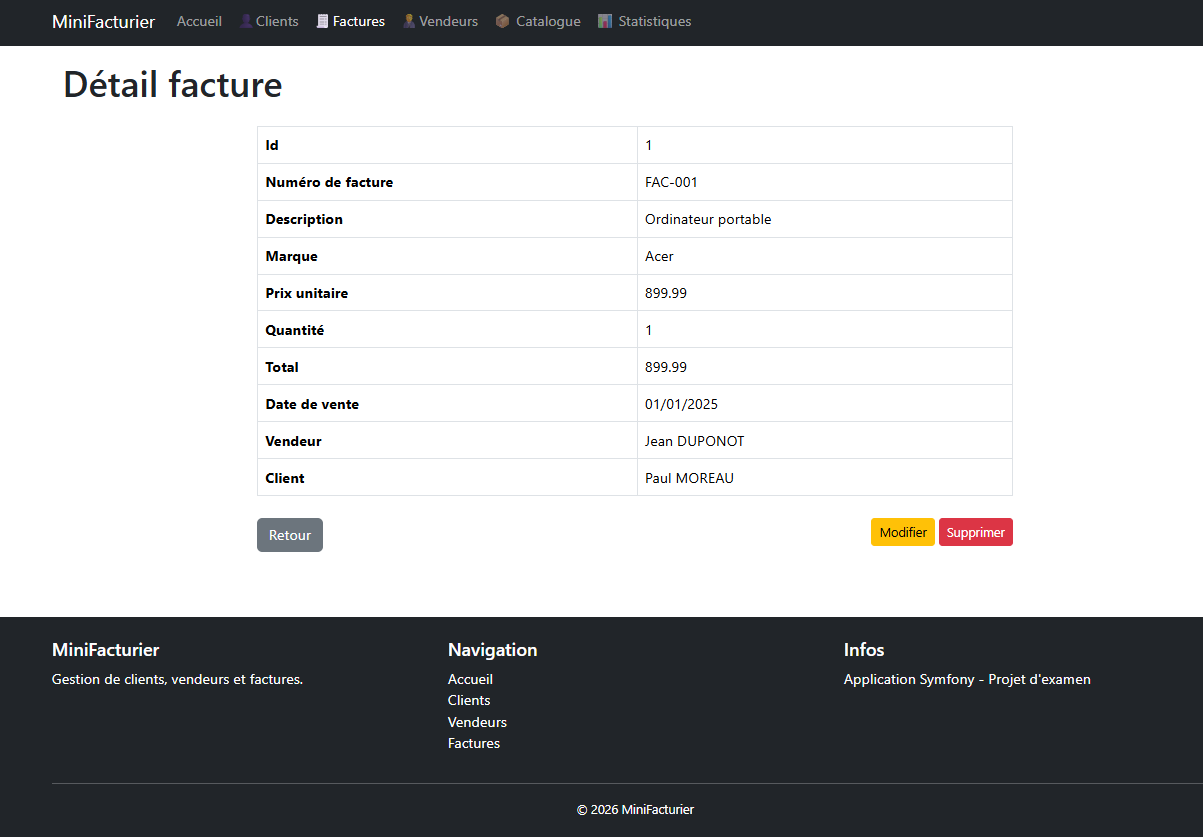 MiniFacturier Accueil Clients Factures Vendeurs Catalogue Statistiques
Détail facture
Id 1
Numéro de facture FAC-001
Description Ordinateur portable
Marque Acer
Prix unitaire 899.99
Quantité 1
Total 899.99
Date de vente 01/01/2025
Vendeur Jean DUPONOT
Client Paul MOREAU
Retour Modifier Supprimer
MiniFacturier
Gestion de clients, vendeurs et factures.
Navigation
Accueil
Clients
Vendeurs
Factures
Infos
Application Symfony - Projet d'examen
© 2026 MiniFacturier